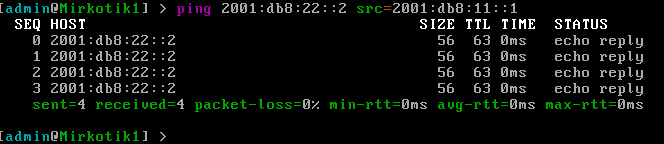 [admin@Mirkotik1] > ping 2001:db8:22::2 src=2001:db8:11::1
SEQ HOST SIZE TTL TIME STATUS
0 2001:db8:22::2 56 63 0ms echo reply
1 2001:db8:22::2 56 63 0ms echo reply
2 2001:db8:22::2 56 63 0ms echo reply
3 2001:db8:22::2 56 63 0ms echo reply
sent=4 received=4 packet-loss=0% min-rtt=0ms avg-rtt=0ms max-rtt=0ms
[admin@Mirkotik1] >